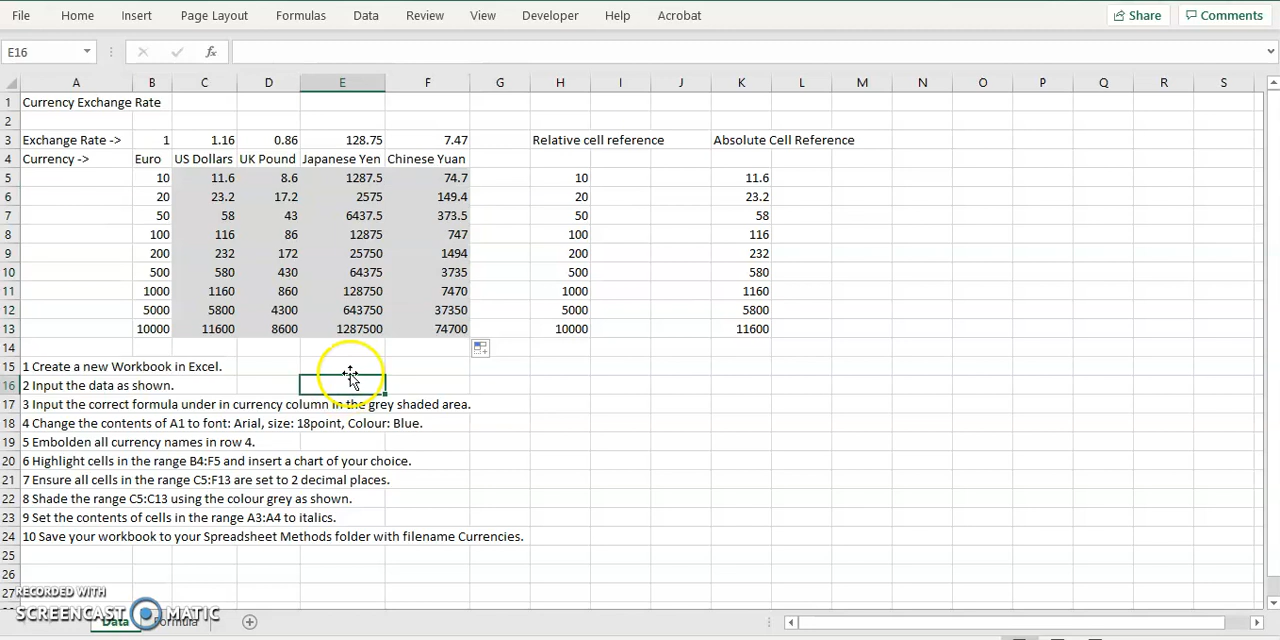 File Home Insert Page Layout Formulas Data Review View Developer Help Acrobat Share Comments
E16 fx
A B C D E F G H I J K L M N O P Q R S
1 Currency Exchange Rate
2
3 Exchange Rate -> 1 1.16 0.86 128.75 7.47 Relative cell reference Absolute Cell Reference
4 Currency -> Euro US Dollars UK Pound Japanese Yen Chinese Yuan
5 10 11.6 8.6 1287.5 74.7 10 11.6
6 20 23.2 17.2 2575 149.4 20 23.2
7 50 58 43 6437.5 373.5 50 58
8 100 116 86 12875 747 100 116
9 200 232 172 25750 1494 200 232
10 500 580 430 64375 3735 500 580
11 1000 1160 860 128750 7470 1000 1160
12 5000 5800 4300 643750 37350 5000 5800
13 10000 11600 8600 1287500 74700 10000 11600
14
15 1 Create a new Workbook in Excel.
16 2 Input the data as shown.
17 3 Input the correct formula under in currency column in the grey shaded area.
18 4 Change the contents of A1 to font: Arial, size: 18point, Colour: Blue.
19 5 Embolden all currency names in row 4.
20 6 Highlight cells in the range B4:F5 and insert a chart of your choice.
21 7 Ensure all cells in the range C5:F13 are set to 2 decimal places.
22 8 Shade the range C5:C13 using the colour grey as shown.
23 9 Set the contents of cells in the range A3:A4 to italics.
24 10 Save your workbook to your Spreadsheet Methods folder with filename Currencies.
25
26
27
RECORDED WITH
SCREENCAST MATIC
Data Formula